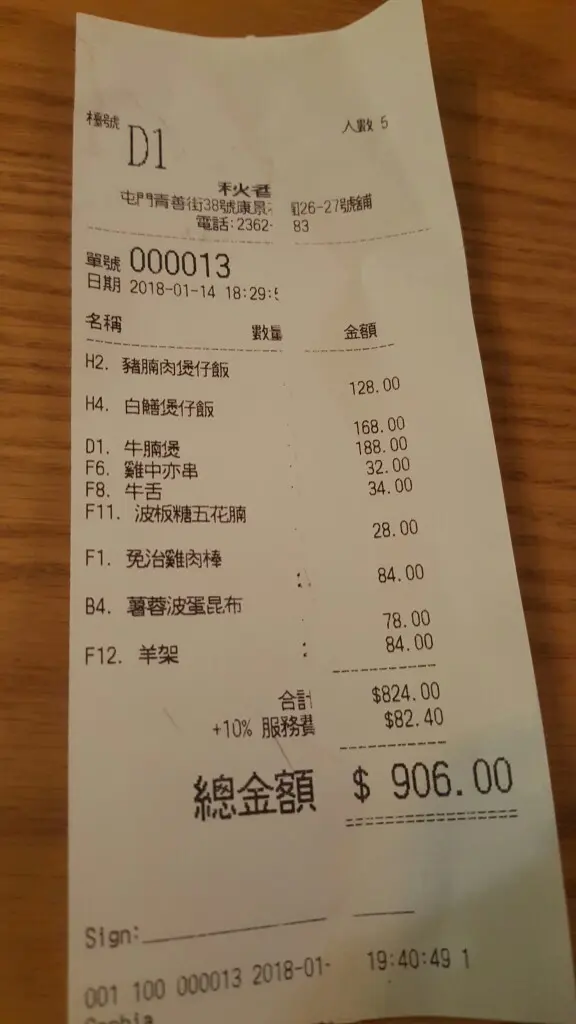 檯號 D1
人數 5
秋香
屯門青善街38號康景 26-27號舖
電話:2362- 83
單號 000013
日期 2018-01-14 18:29:
名稱 數量 金額
H2. 豬腩肉煲仔飯
128.00
H4. 白鱔煲仔飯
168.00
D1. 牛腩煲 188.00
F6. 雞中亦串 32.00
F8. 牛舌 34.00
F11. 波板糖五花腩
28.00
F1. 免治雞肉棒
84.00
B4. 薯蓉波蛋昆布
78.00
F12. 羊架 84.00
合計 $824.00
+10% 服務費 $82.40
總金額 $ 906.00
Sign:
001 100 000013 2018-01- 19:40:49 1